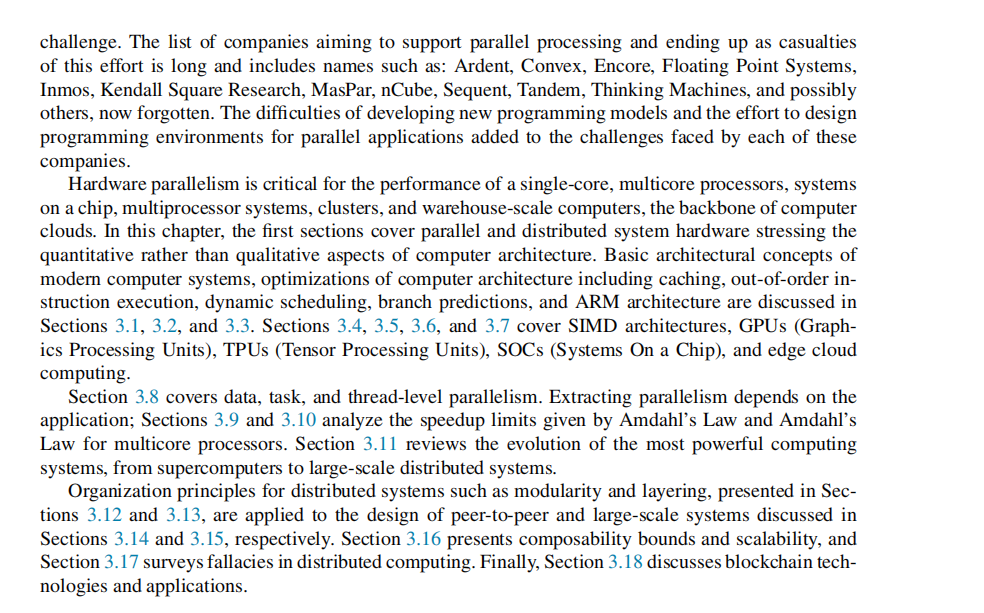 challenge. The list of companies aiming to support parallel processing and ending up as casualties
of this effort is long and includes names such as: Ardent, Convex, Encore, Floating Point Systems,
Inmos, Kendall Square Research, MasPar, nCube, Sequent, Tandem, Thinking Machines, and possibly
others, now forgotten. The difficulties of developing new programming models and the effort to design
programming environments for parallel applications added to the challenges faced by each of these
companies.
Hardware parallelism is critical for the performance of a single-core, multicore processors, systems
on a chip, multiprocessor systems, clusters, and warehouse-scale computers, the backbone of computer
clouds. In this chapter, the first sections cover parallel and distributed system hardware stressing the
quantitative rather than qualitative aspects of computer architecture. Basic architectural concepts of
modern computer systems, optimizations of computer architecture including caching, out-of-order in-
struction execution, dynamic scheduling, branch predictions, and ARM architecture are discussed in
Sections 3.1, 3.2, and 3.3. Sections 3.4, 3.5, 3.6, and 3.7 cover SIMD architectures, GPUs (Graph-
ics Processing Units), TPUs (Tensor Processing Units), SOCs (Systems On a Chip), and edge cloud
computing.
Section 3.8 covers data, task, and thread-level parallelism. Extracting parallelism depends on the
application; Sections 3.9 and 3.10 analyze the speedup limits given by Amdahl's Law and Amdahl's
Law for multicore processors. Section 3.11 reviews the evolution of the most powerful computing
systems, from supercomputers to large-scale distributed systems.
Organization principles for distributed systems such as modularity and layering, presented in Sec-
tions 3.12 and 3.13, are applied to the design of peer-to-peer and large-scale systems discussed in
Sections 3.14 and 3.15, respectively. Section 3.16 presents composability bounds and scalability, and
Section 3.17 surveys fallacies in distributed computing. Finally, Section 3.18 discusses blockchain tech-
nologies and applications.